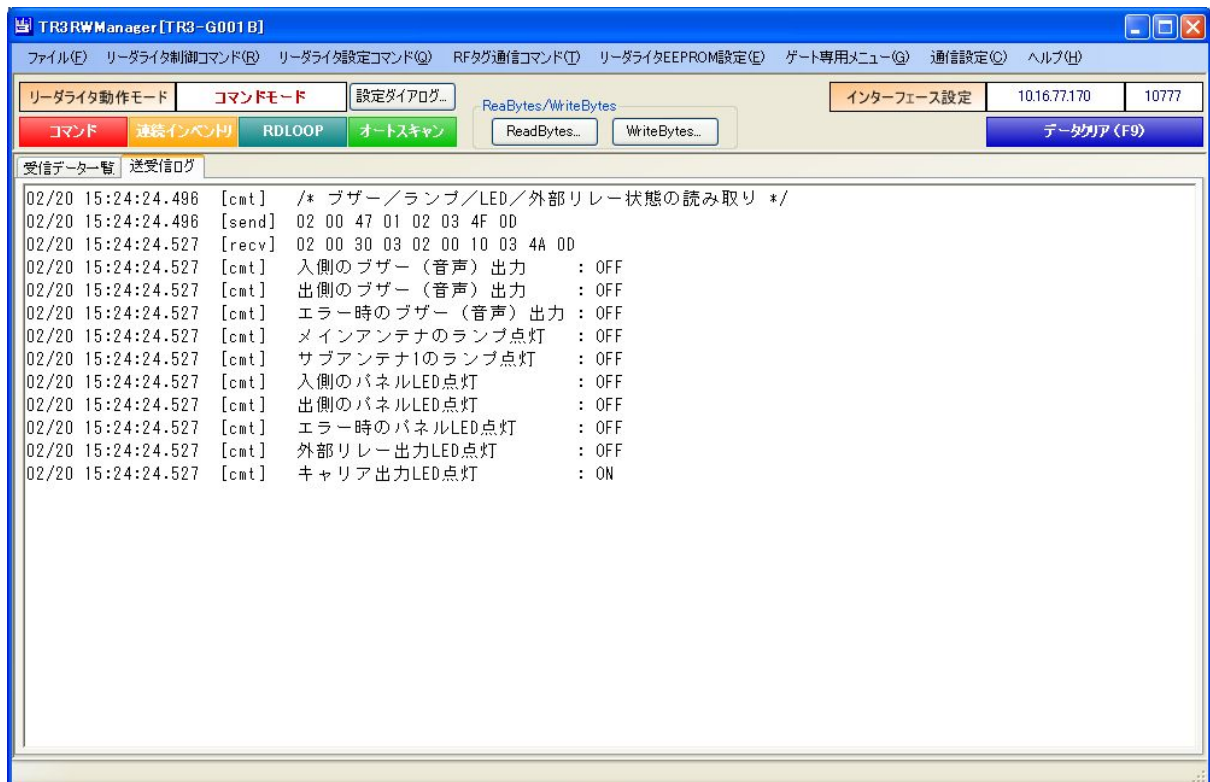 TR3RWManager[TR3-G001B]
ファイル(F) リーダライタ制御コマンド(R) リーダライタ設定コマンド(Q) RFタグ通信コマンド(T) リーダライタEEPROM設定(E) ゲート専用メニュー(G) 通信設定(C) ヘルプ(H)
リーダライタ動作モード コマンドモード 設定ダイアログ... ReaBytes/WriteBytes インターフェース設定 10.16.77.170 10777
コマンド 連続インベントリ RDLOOP オートスキャン ReadBytes... WriteBytes... データクリア(F9)
受信データ一覧 送受信ログ
02/20 15:24:24.496 [cmt] /* ブザー/ランプ/LED/外部リレー状態の読み取り */
02/20 15:24:24.496 [send] 02 00 47 01 02 03 4F 0D
02/20 15:24:24.527 [recv] 02 00 30 03 02 00 10 03 4A 0D
02/20 15:24:24.527 [cmt] 入側のブザー(音声)出力 : OFF
02/20 15:24:24.527 [cmt] 出側のブザー(音声)出力 : OFF
02/20 15:24:24.527 [cmt] エラー時のブザー(音声)出力 : OFF
02/20 15:24:24.527 [cmt] メインアンテナのランプ点灯 : OFF
02/20 15:24:24.527 [cmt] サブアンテナ1のランプ点灯 : OFF
02/20 15:24:24.527 [cmt] 入側のパネルLED点灯 : OFF
02/20 15:24:24.527 [cmt] 出側のパネルLED点灯 : OFF
02/20 15:24:24.527 [cmt] エラー時のパネルLED点灯 : OFF
02/20 15:24:24.527 [cmt] 外部リレー出力LED点灯 : OFF
02/20 15:24:24.527 [cmt] キャリア出力LED点灯 : ON